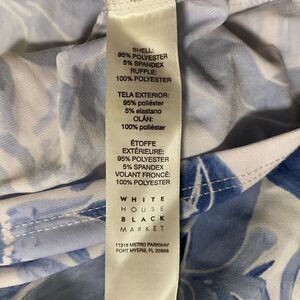 SHELL:
95% POLYESTER
5% SPANDEX
RUFFLE:
100% POLYESTER
TELA EXTERIOR:
95% poliéster
5% elastano
OLÁN:
100% poliéster
ÉTOFFE
EXTÉRIEURE:
95% POLYESTER
5% SPANDEX
VOLANT FRONCÉ:
100% POLYESTER
WHITE
HOUSE
BLACK
MARKET
11215 METRO PARKWAY
FORT MYERS, FL 33966